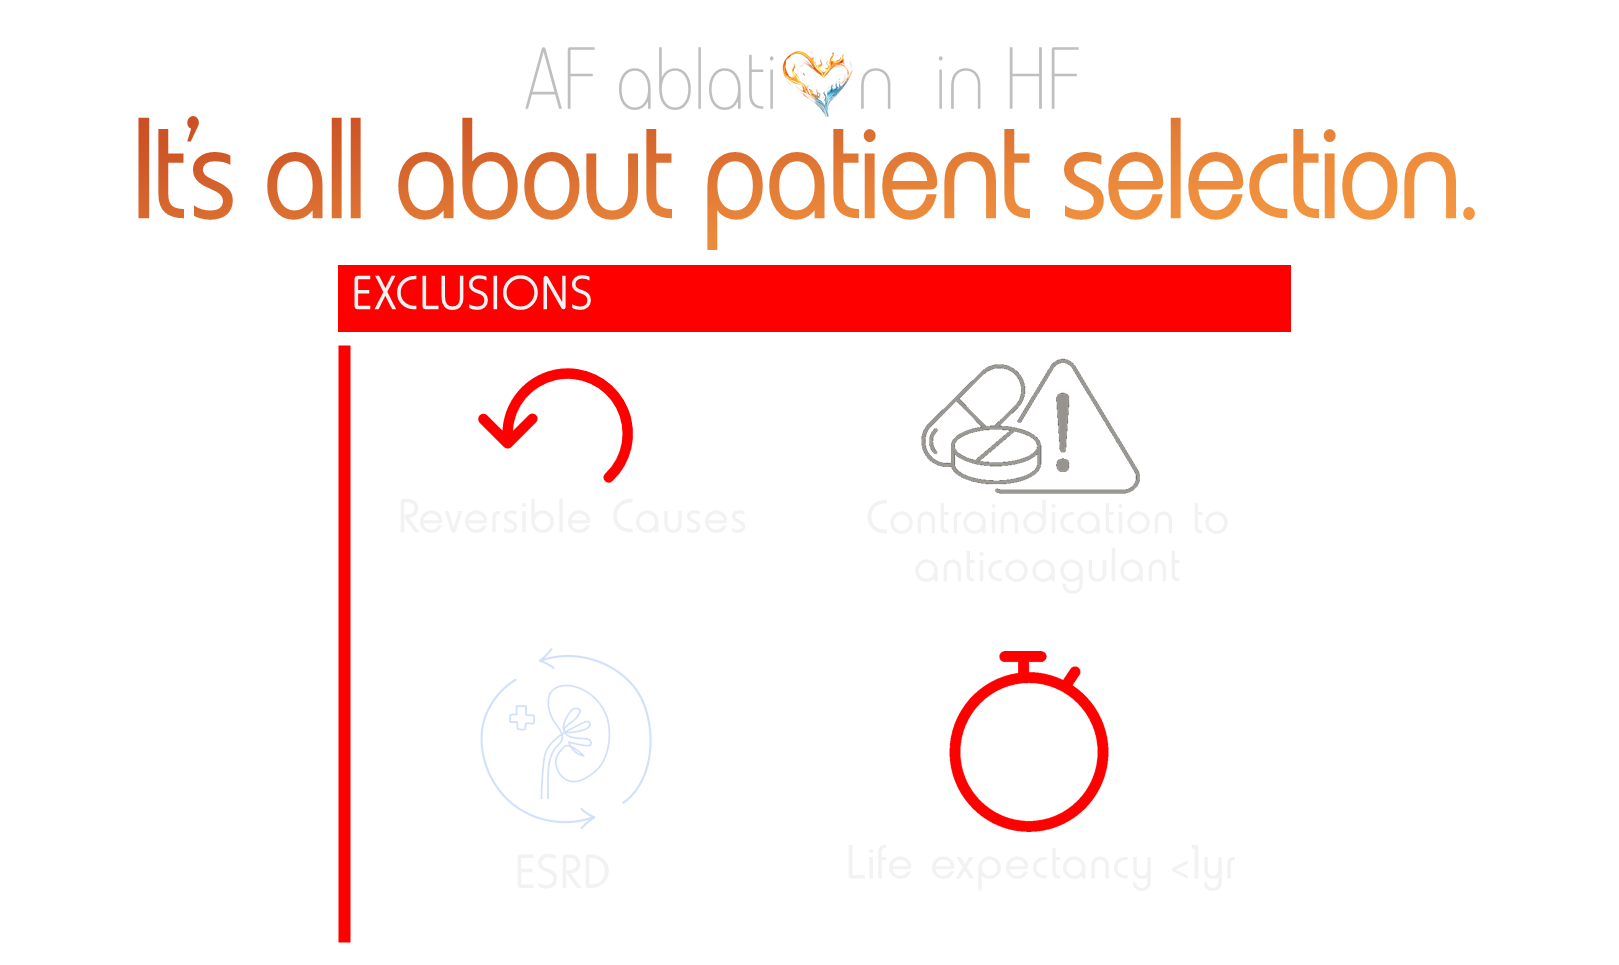 AF ablation in HF
It's all about patient selection.
EXCLUSIONS
Reversible Causes
Contraindication to
anticoagulant
ESRD
Life expectancy <1yr